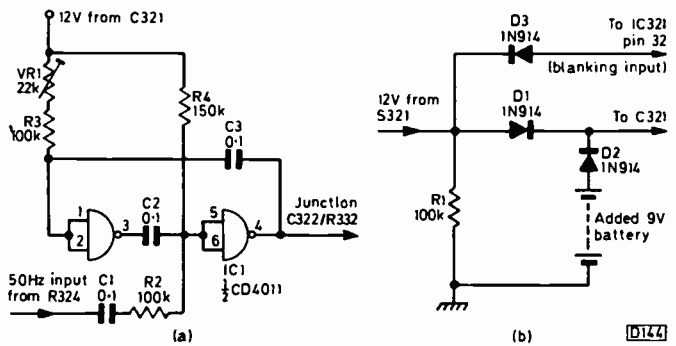 12V from C321
VR1
22k
R3
100k
R4
150k
C3
0·1
1
2
3
C2
0·1
5
6
4
Junction
C322/R332
IC1
½CD4011
50Hz input
from R324
C1
0·1
R2
100k
(a)
D3
1N914
To IC321
pin 32
(blanking input)
12V from
S321
D1
1N914
To C321
D2
1N914
R1
100k
Added 9V
battery
(b)
D144